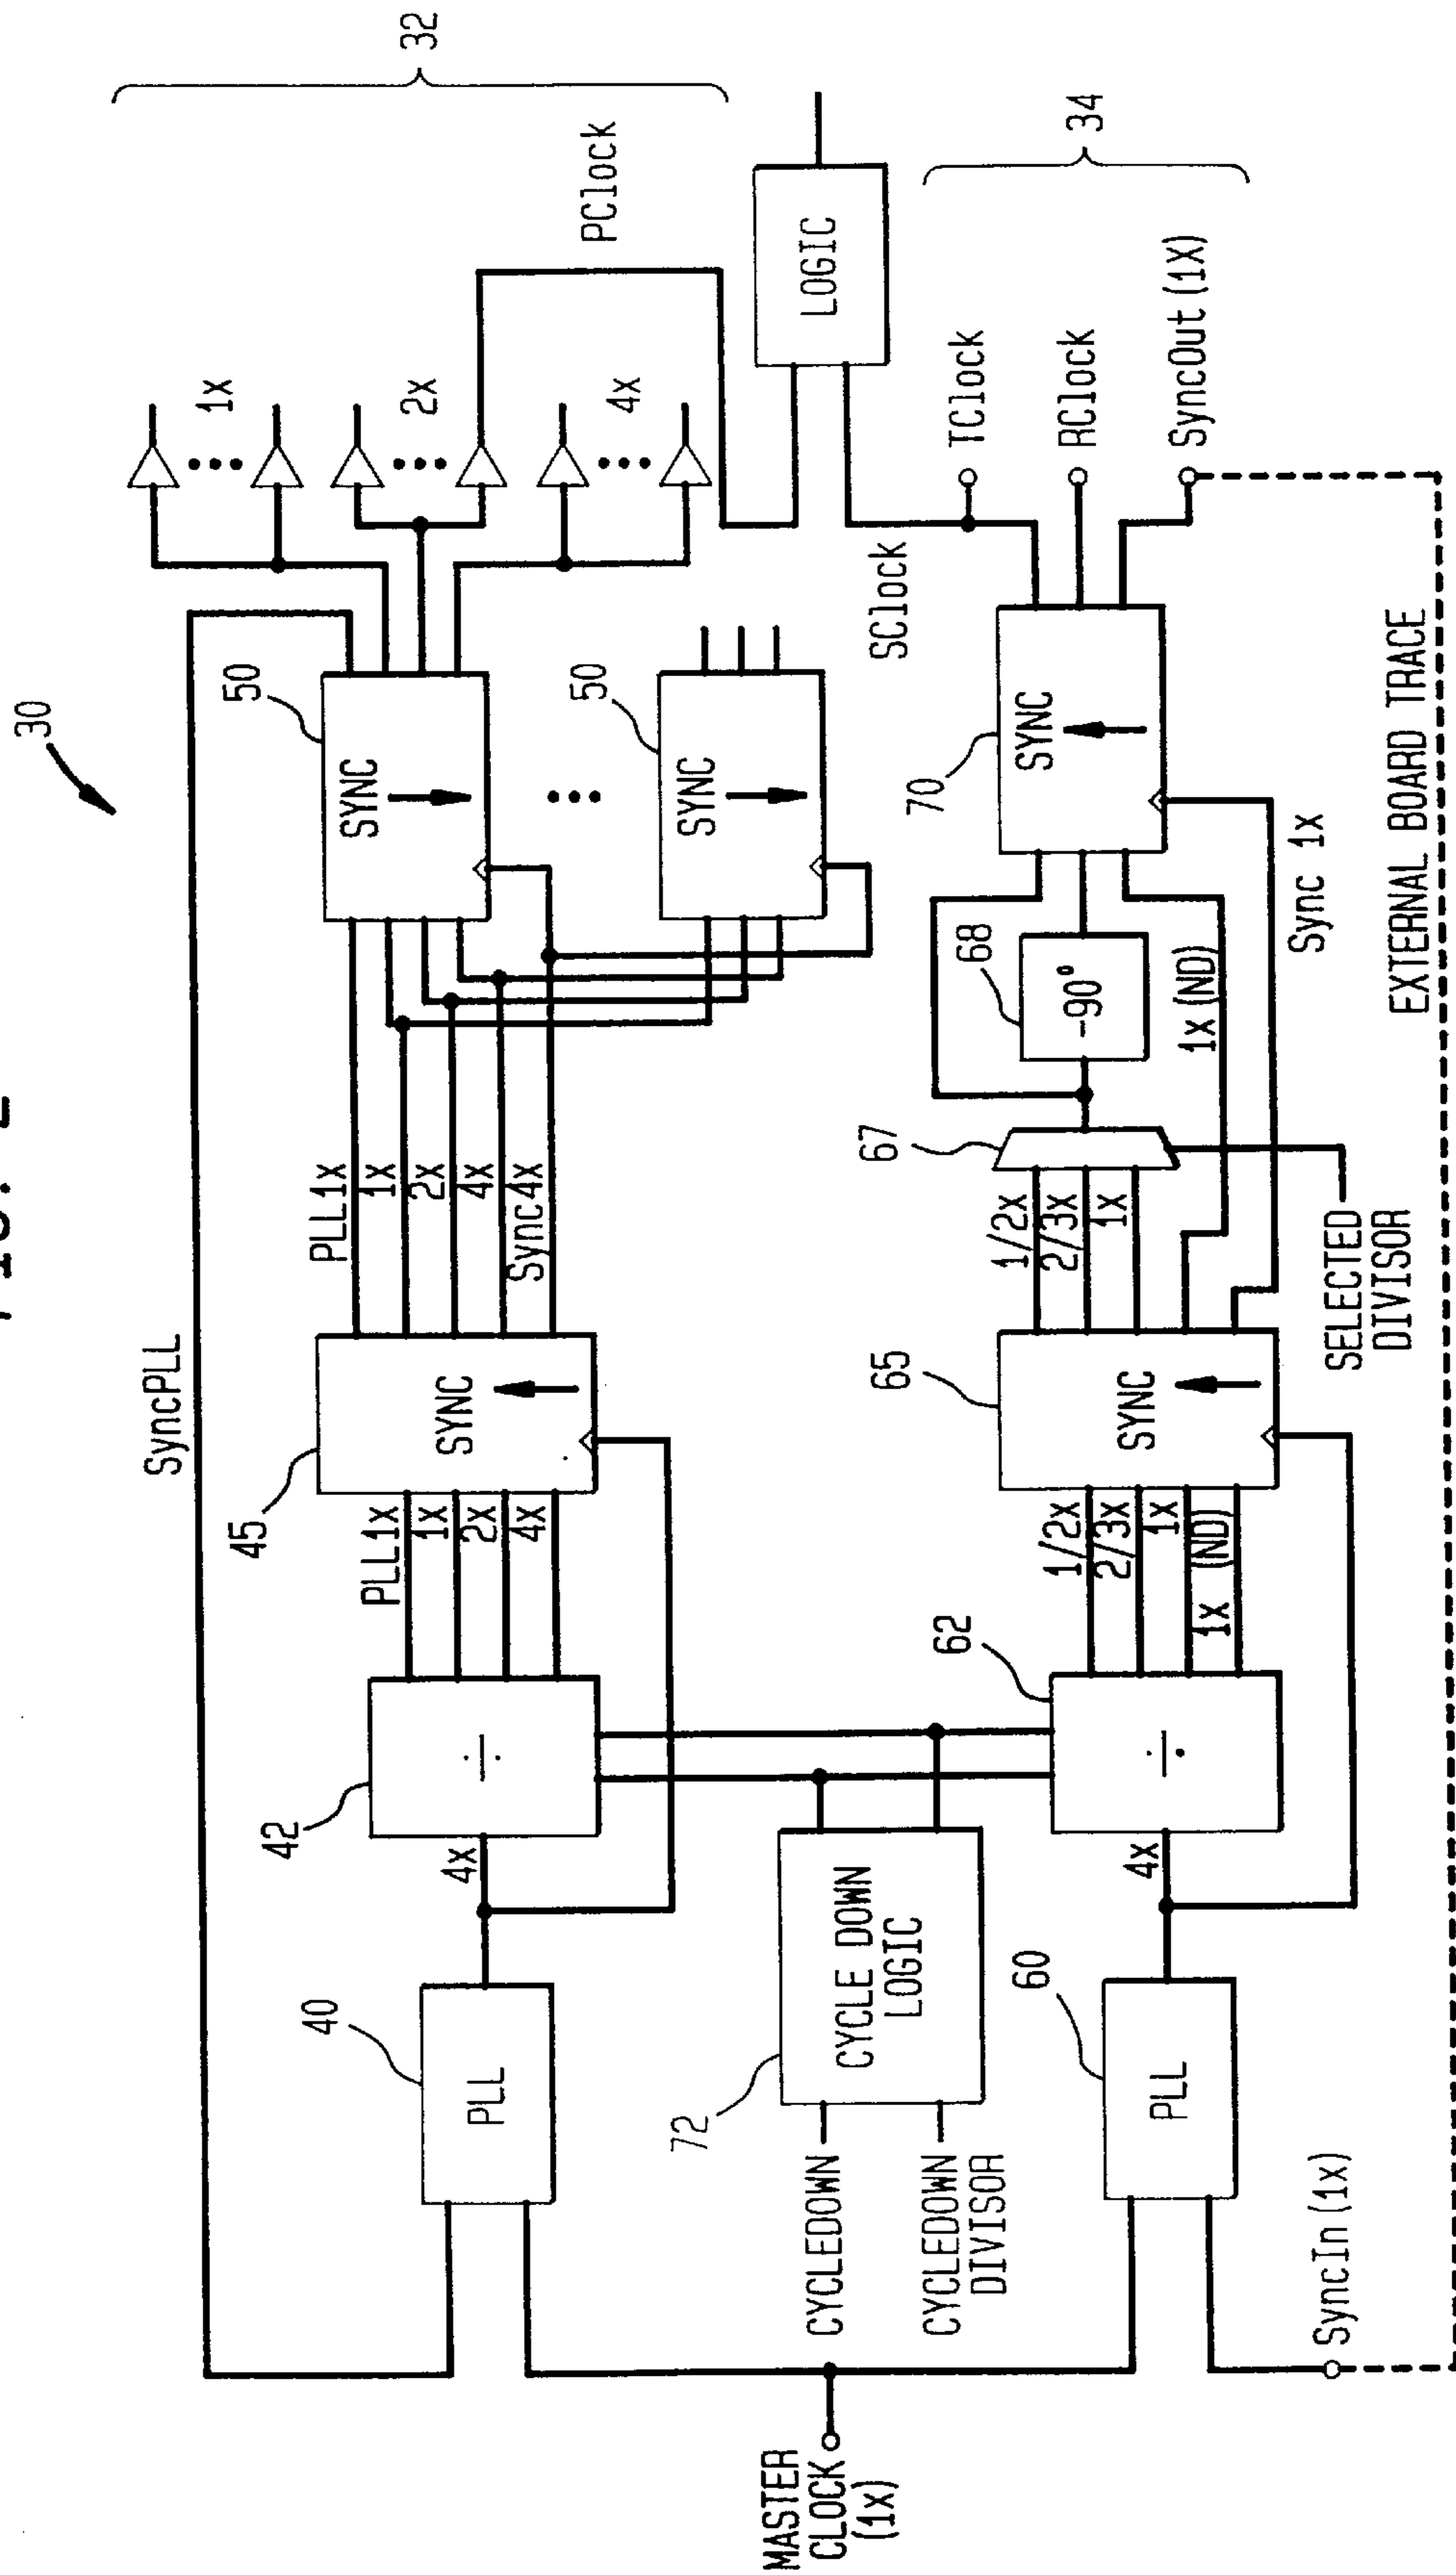 30
SyncPLL
32
45
50
1x
PLL1x
1x
2x
4x
SYNC
PLL1x
1x
2x
4x
Sync4x
SYNC
2x
42
÷
4x
4x
40
PLL
50
SYNC
PClock
MASTER
CLOCK
(1x)
CYCLEDOWN
CYCLEDOWN
DIVISOR
72
CYCLE DOWN
LOGIC
LOGIC
SClock
34
60
PLL
4x
62
÷
1/2x
2/3x
1x
1x (ND)
65
SYNC
1/2x
2/3x
1x
67
68
-90°
1x (ND)
70
SYNC
TClock
RClock
SyncOut (1X)
Sync 1x
SELECTED
DIVISOR
SyncIn (1x)
EXTERNAL BOARD TRACE